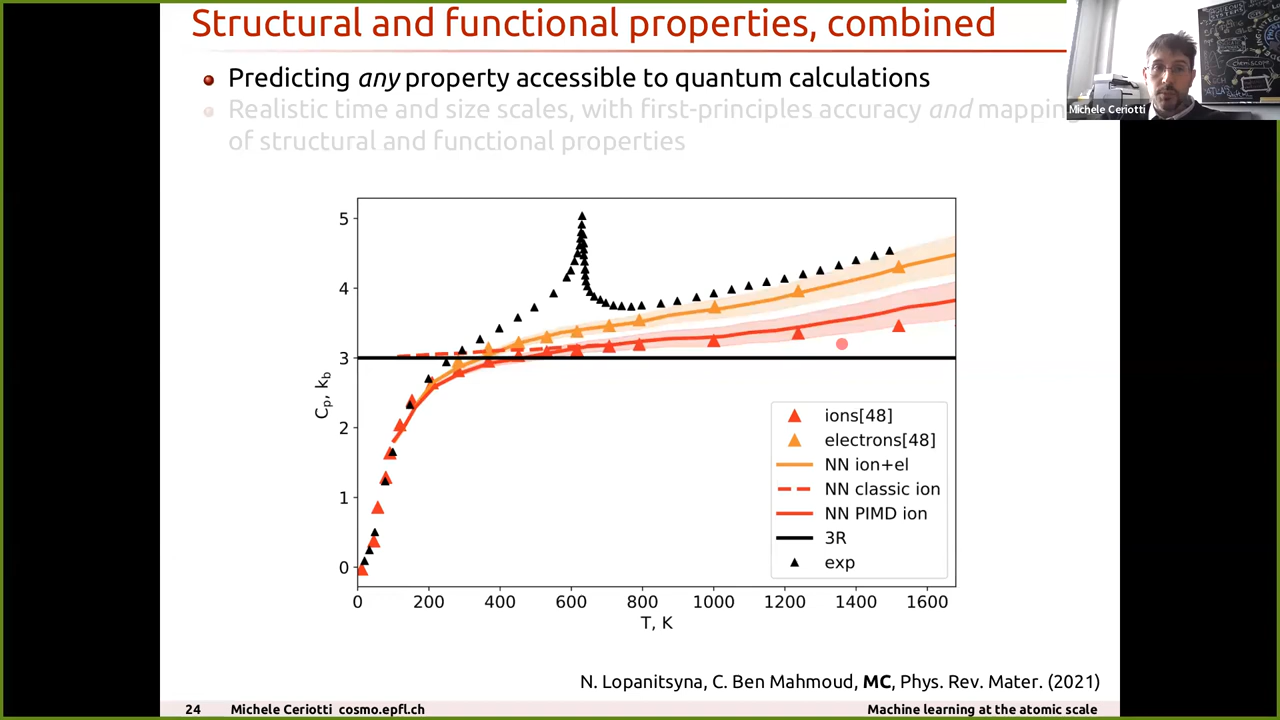 Structural and functional properties, combined
Predicting any property accessible to quantum calculations
Realistic time and size scales, with first-principles accuracy and mapping
of structural and functional properties
Michele Ceriotti
5
4
3
2
1
0
Cp, kb
0 200 400 600 800 1000 1200 1400 1600
T, K
ions[48]
electrons[48]
NN ion+el
NN classic ion
NN PIMD ion
3R
exp
N. Lopanitsyna, C. Ben Mahmoud, MC, Phys. Rev. Mater. (2021)
24 Michele Ceriotti cosmo.epfl.ch Machine learning at the atomic scale